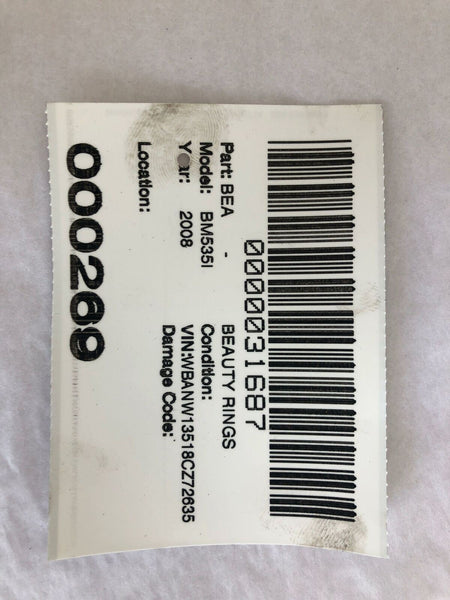 0000031687
Part: BEA - BEAUTY RINGS
Model: BM535I Condition:
Year: 2008 VIN:WBANW13518CZ72635
Damage Code:
Location:
000269